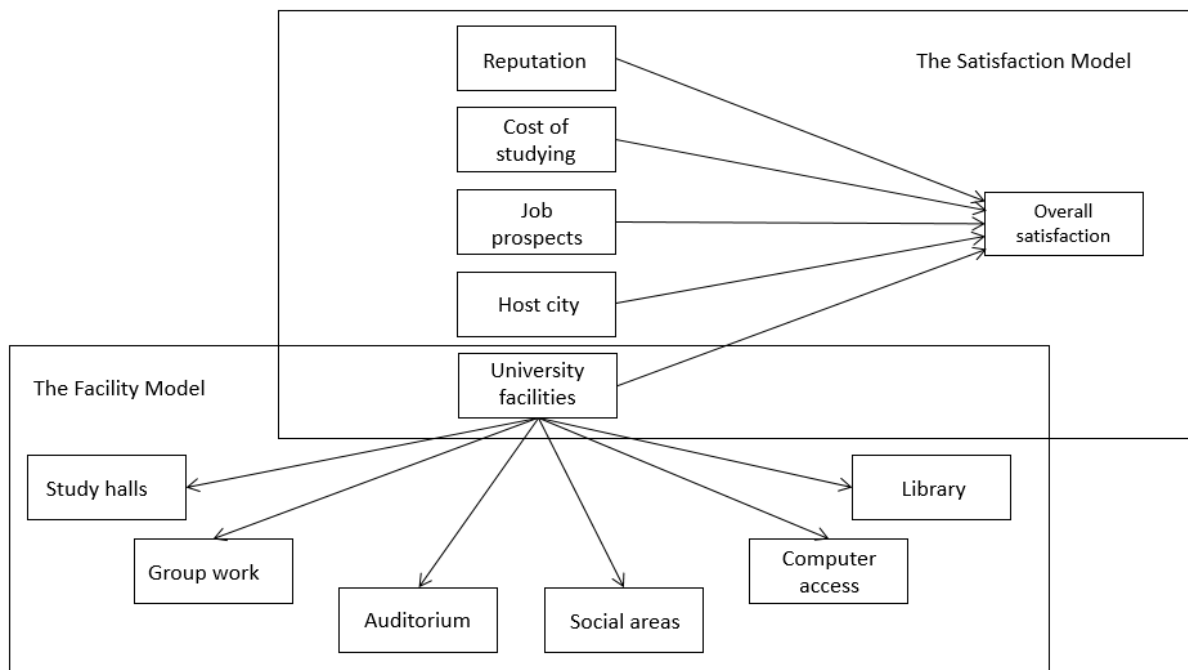 Reputation
The Satisfaction Model
Cost of
studying
Job
prospects
Overall
satisfaction
Host city
University
facilities
The Facility Model
Study halls
Library
Group work
Computer
access
Auditorium
Social areas